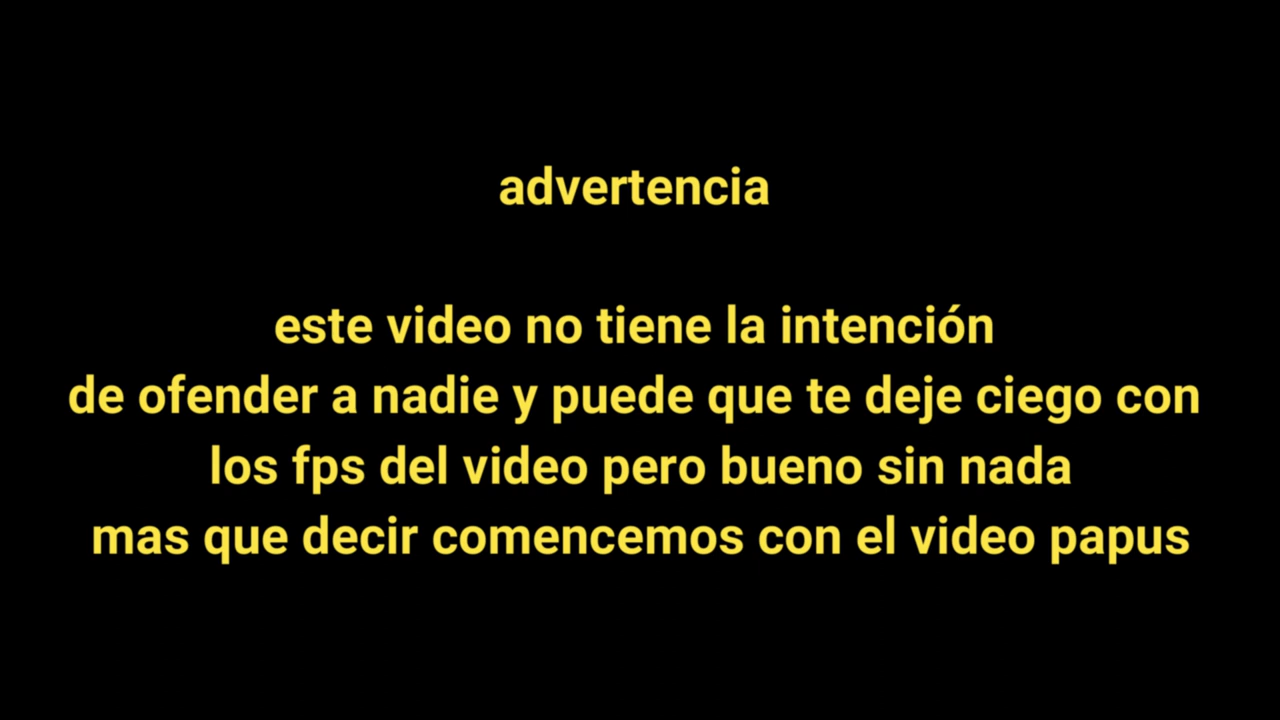 advertencia
este video no tiene la intención
de ofender a nadie y puede que te deje ciego con
los fps del video pero bueno sin nada
mas que decir comencemos con el video papus